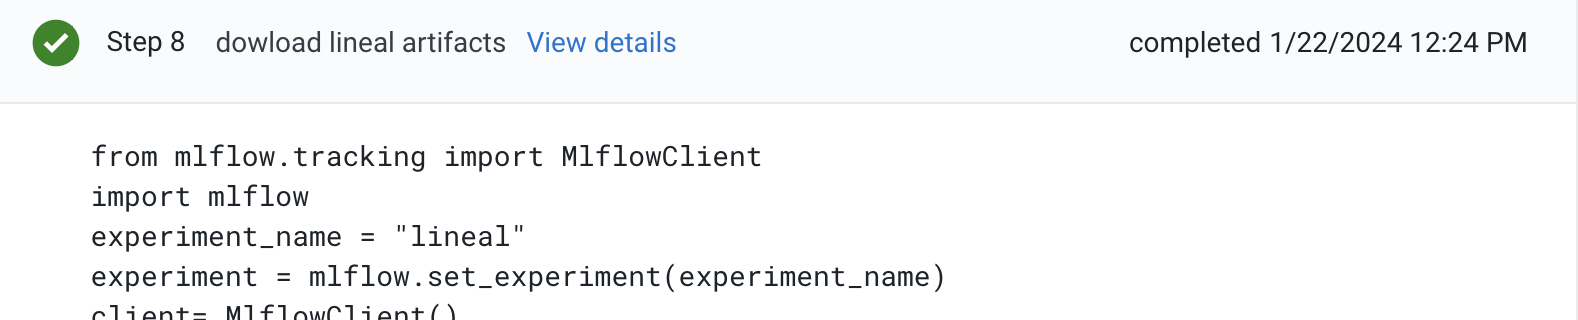 Step 8 dowload lineal artifacts View details completed 1/22/2024 12:24 PM
from mlflow.tracking import MlflowClient
import mlflow
experiment_name = "lineal"
experiment = mlflow.set_experiment(experiment_name)
client= MlflowClient()